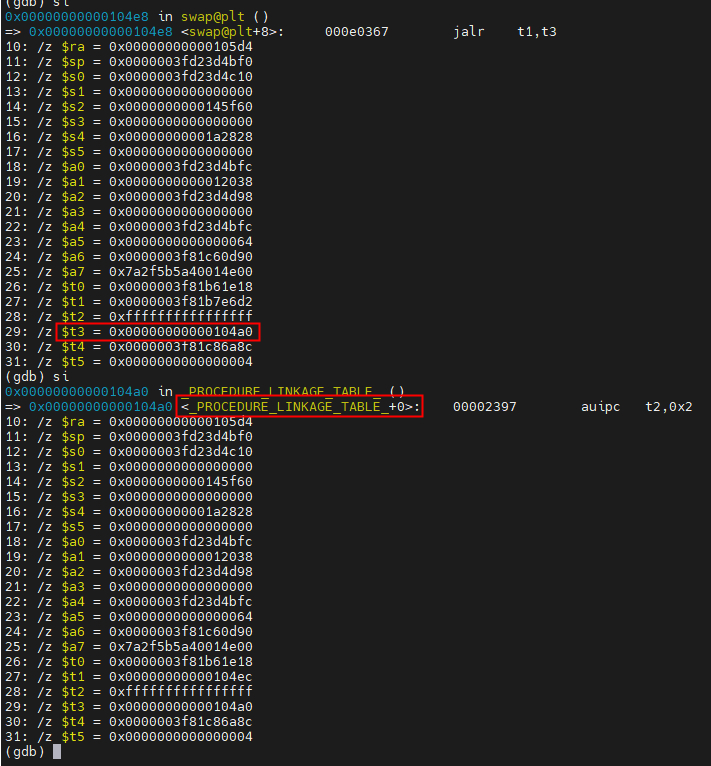 (gdb) si
0x00000000000104e8 in swap@plt ()
=> 0x00000000000104e8 <swap@plt+8>: 000e0367 jalr t1,t3
10: /z $ra = 0x00000000000105d4
11: /z $sp = 0x0000003fd23d4bf0
12: /z $s0 = 0x0000003fd23d4c10
13: /z $s1 = 0x0000000000000000
14: /z $s2 = 0x0000000000145f60
15: /z $s3 = 0x0000000000000000
16: /z $s4 = 0x00000000001a2828
17: /z $s5 = 0x0000000000000000
18: /z $a0 = 0x0000003fd23d4bfc
19: /z $a1 = 0x0000000000012038
20: /z $a2 = 0x0000003fd23d4d98
21: /z $a3 = 0x0000000000000000
22: /z $a4 = 0x0000003fd23d4bfc
23: /z $a5 = 0x0000000000000064
24: /z $a6 = 0x0000003f81c60d90
25: /z $a7 = 0x7a2f5b5a40014e00
26: /z $t0 = 0x0000003f81b61e18
27: /z $t1 = 0x0000003f81b7e6d2
28: /z $t2 = 0xffffffffffffffff
29: /z $t3 = 0x00000000000104a0
30: /z $t4 = 0x0000003f81c86a8c
31: /z $t5 = 0x0000000000000004
(gdb) si
0x00000000000104a0 in _PROCEDURE_LINKAGE_TABLE_ ()
=> 0x00000000000104a0 <_PROCEDURE_LINKAGE_TABLE_+0>: 00002397 auipc t2,0x2
10: /z $ra = 0x00000000000105d4
11: /z $sp = 0x0000003fd23d4bf0
12: /z $s0 = 0x0000003fd23d4c10
13: /z $s1 = 0x0000000000000000
14: /z $s2 = 0x0000000000145f60
15: /z $s3 = 0x0000000000000000
16: /z $s4 = 0x00000000001a2828
17: /z $s5 = 0x0000000000000000
18: /z $a0 = 0x0000003fd23d4bfc
19: /z $a1 = 0x0000000000012038
20: /z $a2 = 0x0000003fd23d4d98
21: /z $a3 = 0x0000000000000000
22: /z $a4 = 0x0000003fd23d4bfc
23: /z $a5 = 0x0000000000000064
24: /z $a6 = 0x0000003f81c60d90
25: /z $a7 = 0x7a2f5b5a40014e00
26: /z $t0 = 0x0000003f81b61e18
27: /z $t1 = 0x00000000000104ec
28: /z $t2 = 0xffffffffffffffff
29: /z $t3 = 0x00000000000104a0
30: /z $t4 = 0x0000003f81c86a8c
31: /z $t5 = 0x0000000000000004
(gdb)